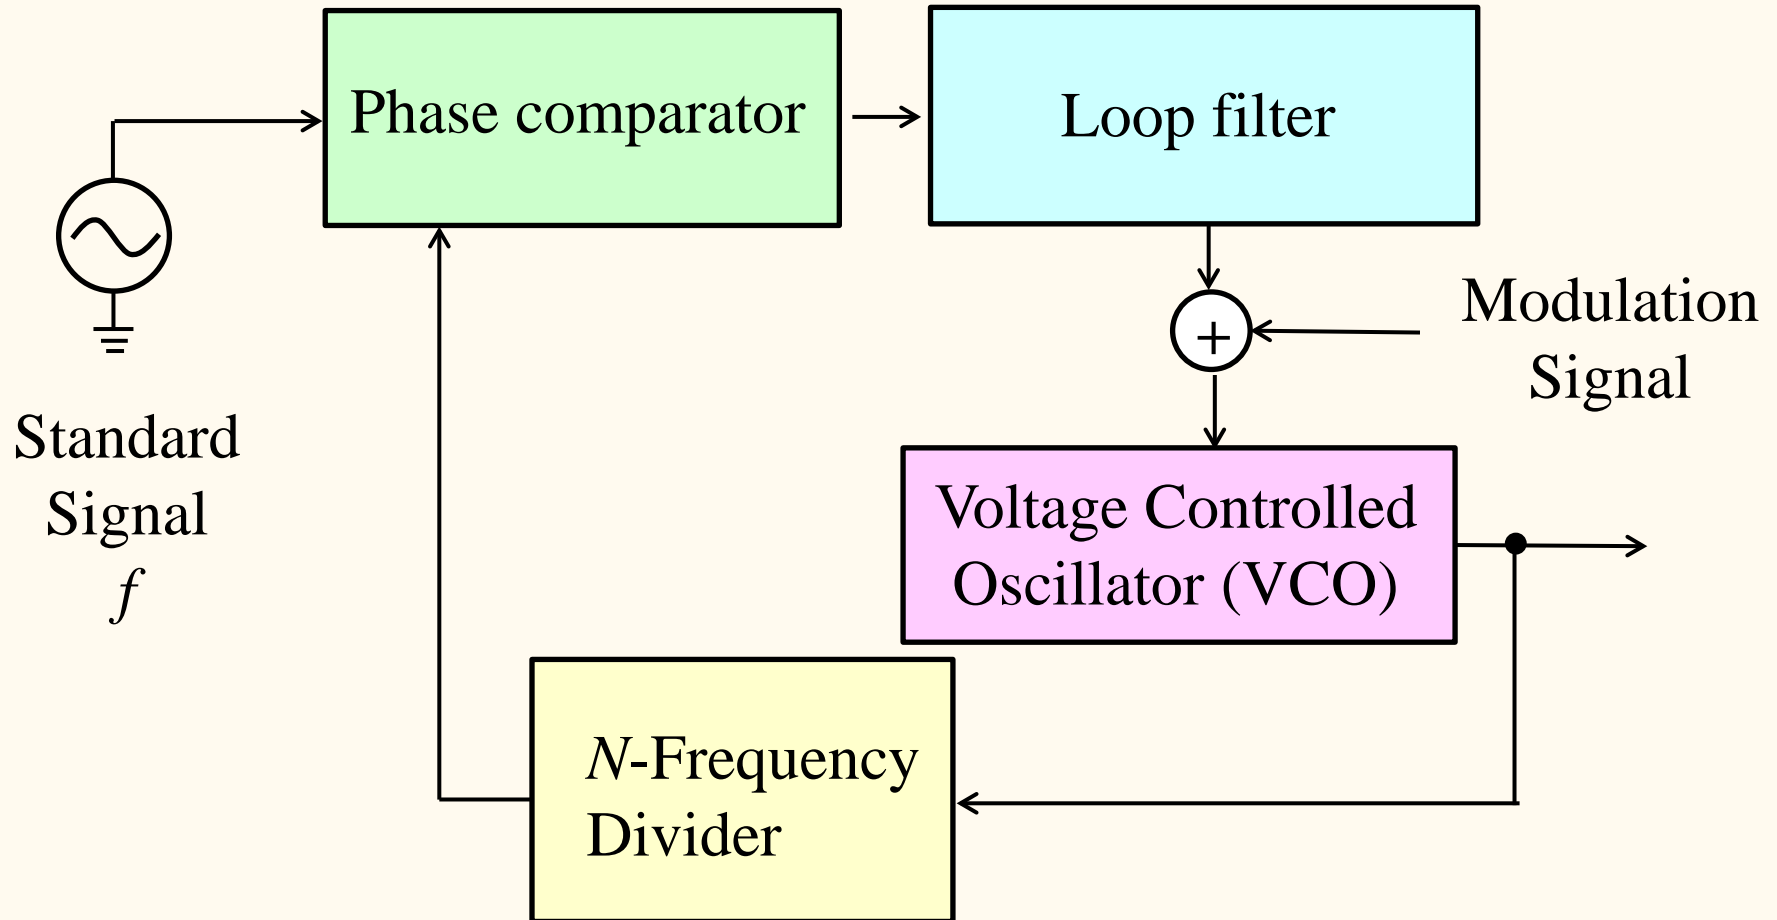 Phase comparator
Loop filter
Standard
Signal
f
+
Modulation
Signal
Voltage Controlled
Oscillator (VCO)
N-Frequency
Divider